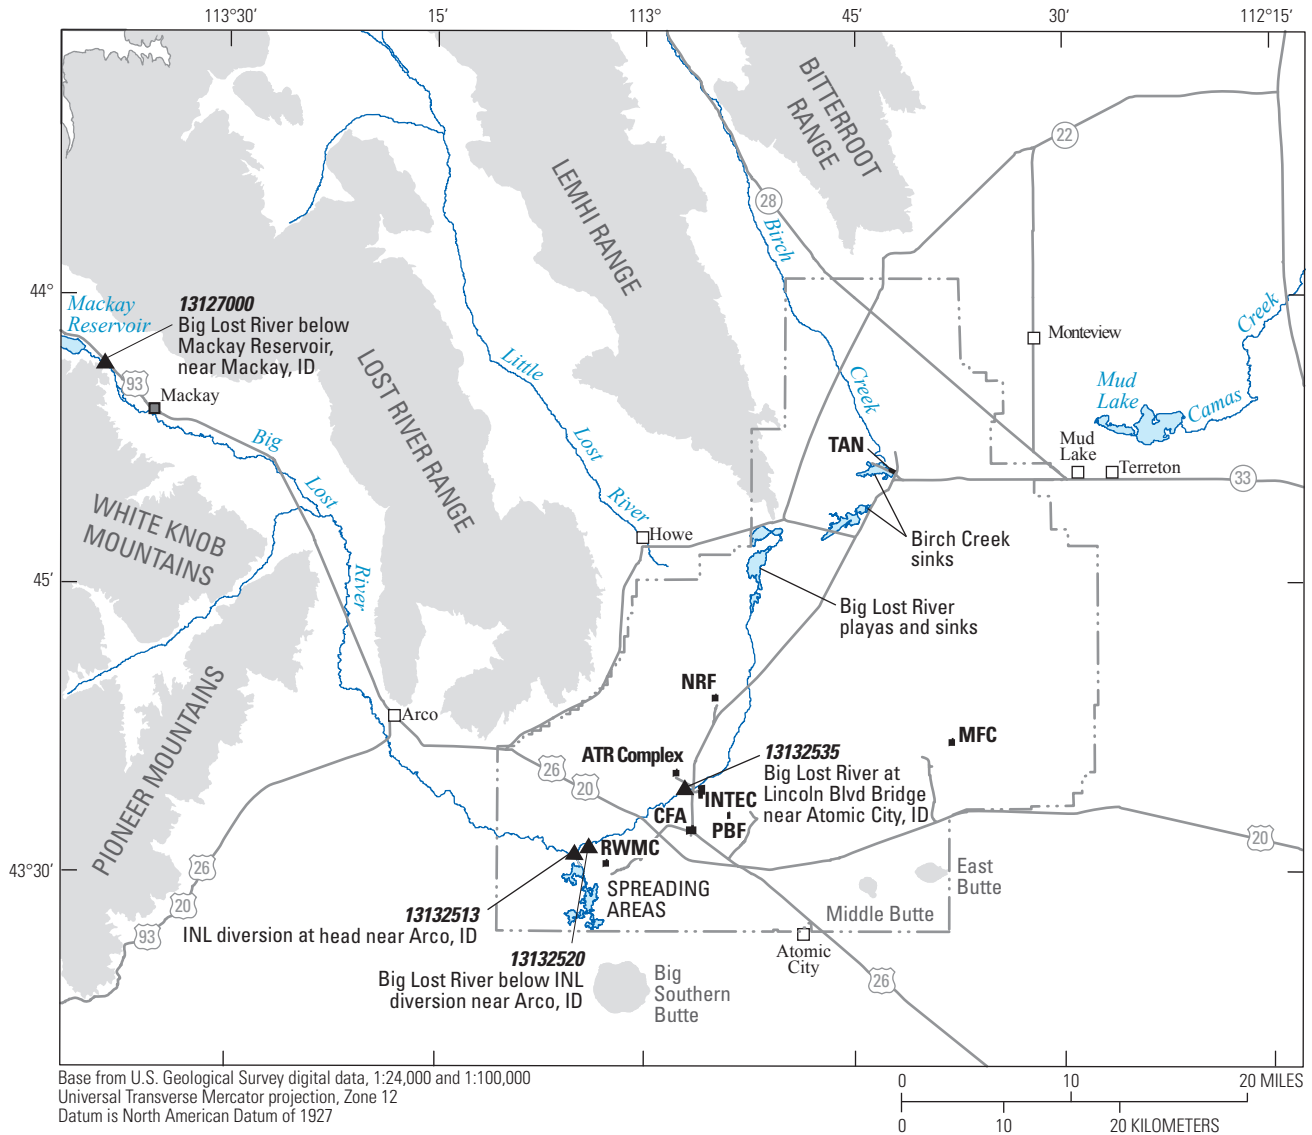 113°30'
15'
113°
45'
30'
112°15'
BITTERROOT
RANGE
22
LEMHI RANGE
28
Birch
Creek
44°
Mackay
Reservoir
13127000
Big Lost River below
Mackay Reservoir,
near Mackay, ID
93
Mackay
LOST RIVER RANGE
Little
Lost
River
Monteview
Creek
Camas
Mud
Lake
Big
Lost
River
TAN
Mud
Lake
Terreton
33
WHITE KNOB
MOUNTAINS
Howe
Birch Creek
sinks
45'
Big Lost River
playas and sinks
PIONEER MOUNTAINS
NRF
Arco
MFC
ATR Complex
26
20
13132535
Big Lost River at
Lincoln Blvd Bridge
near Atomic City, ID
INTEC
CFA
PBF
20
RWMC
43°30'
26
20
93
SPREADING
AREAS
East
Butte
Middle Butte
13132513
INL diversion at head near Arco, ID
Atomic
City
13132520
Big Lost River below INL
diversion near Arco, ID
Big
Southern
Butte
26
Base from U.S. Geological Survey digital data, 1:24,000 and 1:100,000
Universal Transverse Mercator projection, Zone 12
Datum is North American Datum of 1927
0
10
20 MILES
0
10
20 KILOMETERS